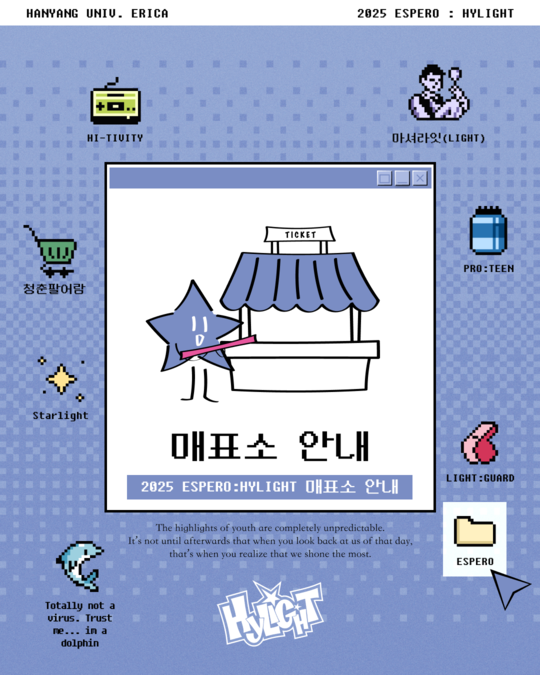 HANYANG UNIV. ERICA
2025 ESPERO : HYLIGHT
HI-TIVITY
마셔라잇(LIGHT)
TICKET
청춘팔어람
PRO:TEEN
Starlight
매표소 안내
2025 ESPERO:HYLIGHT 매표소 안내
LIGHT:GUARD
The highlights of youth are completely unpredictable.
It's not until afterwards that when you look back at us of that day,
that's when you realize that we shone the most.
ESPERO
Totally not a
virus. Trust
me... im a
dolphin
HYLIGHT